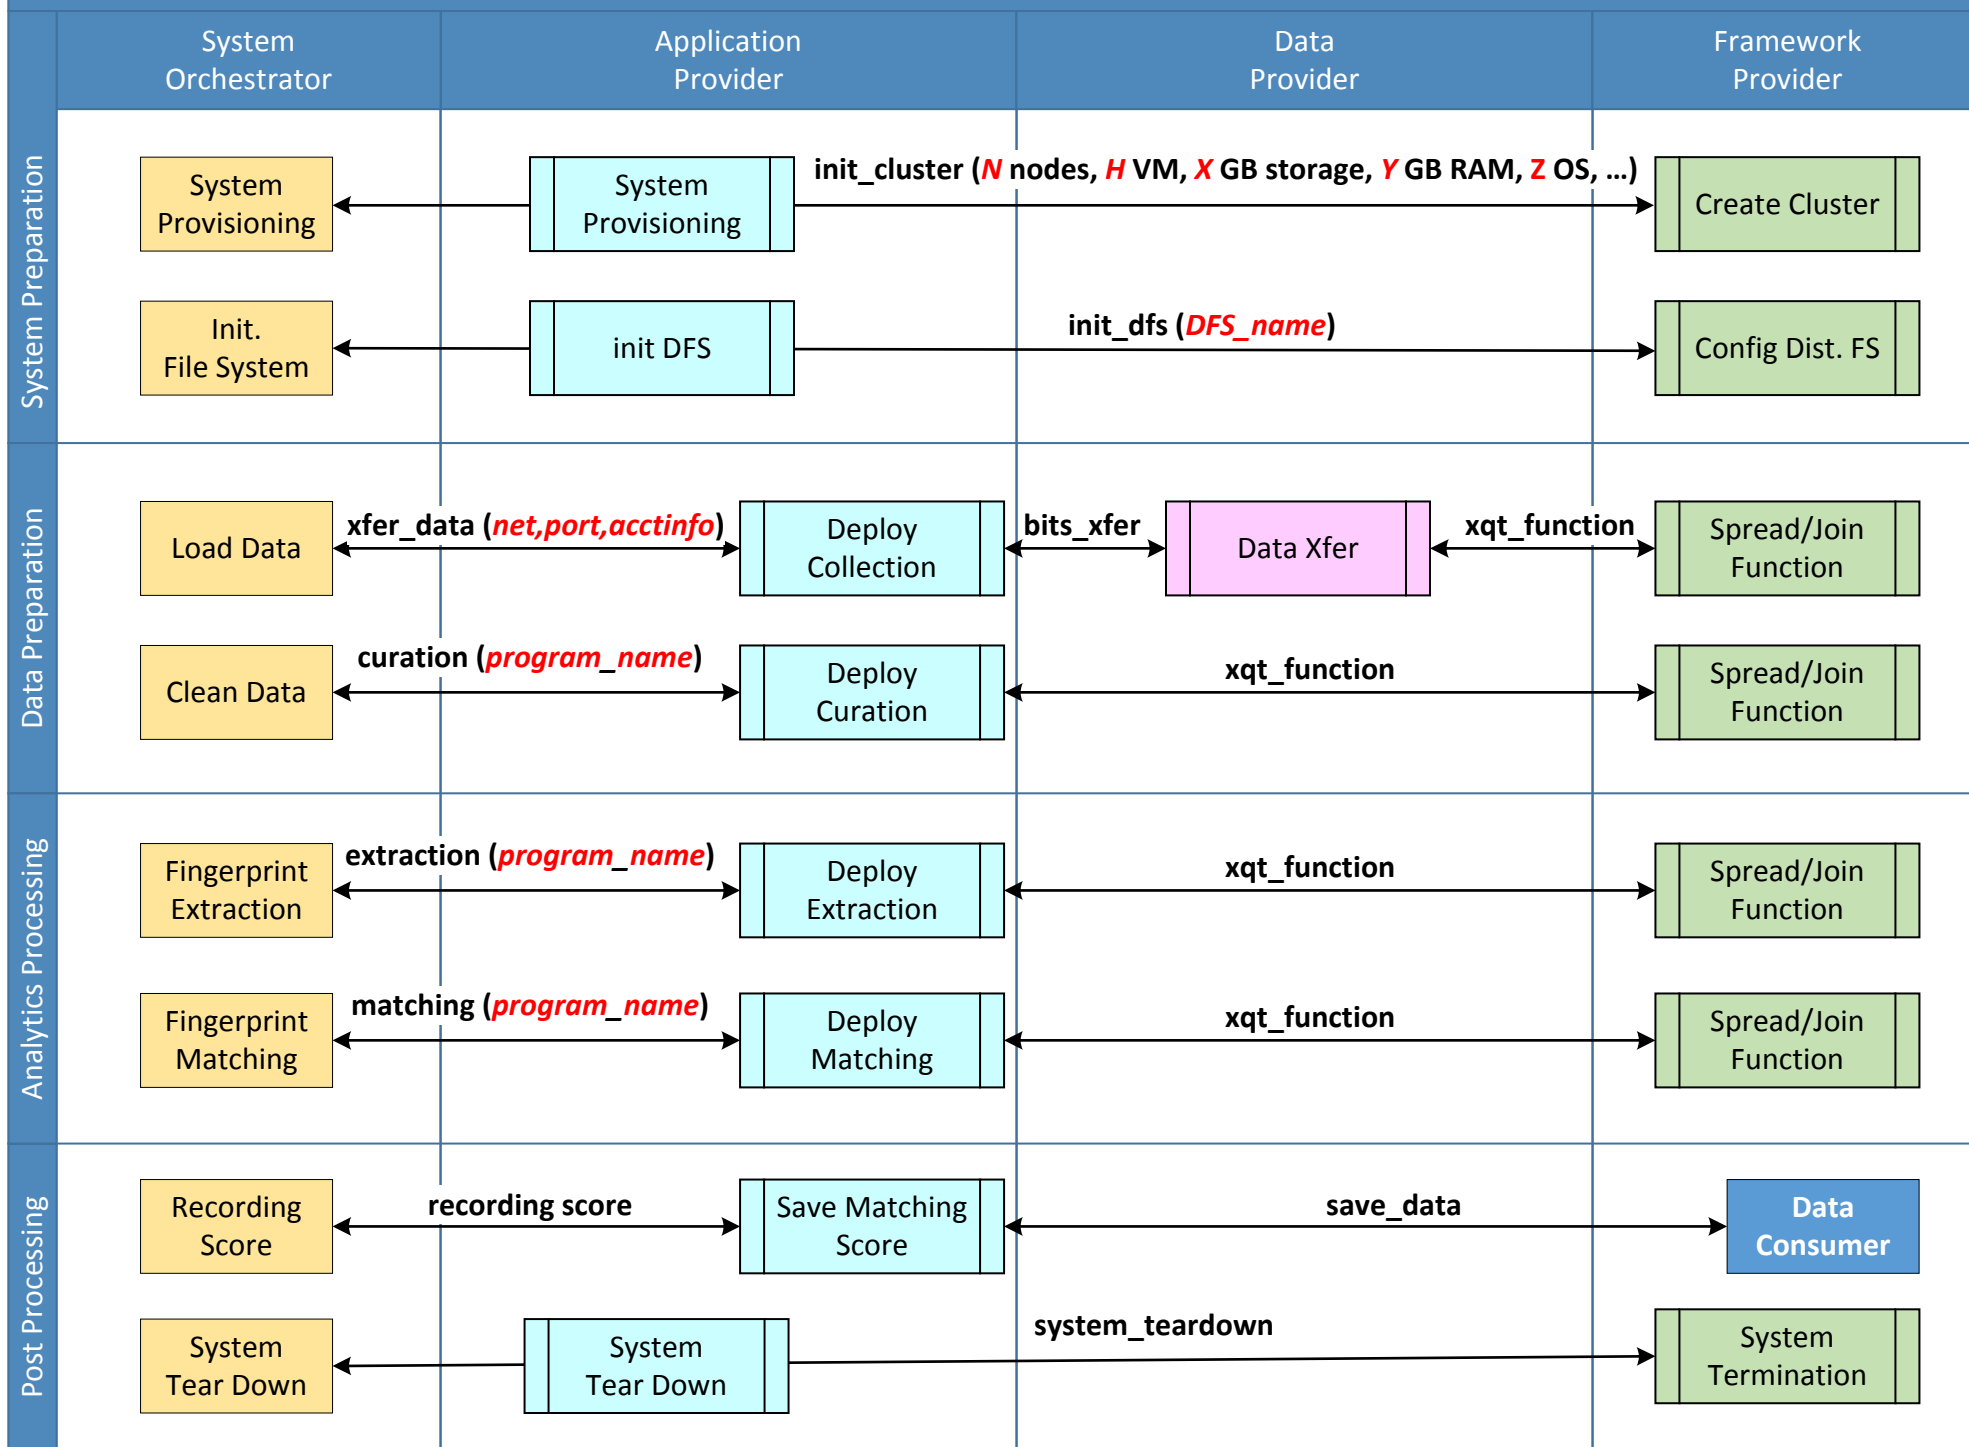 System
Orchestrator
Application
Provider
Data
Provider
Framework
Provider
System Preparation
System
Provisioning
System
Provisioning
init_cluster (N nodes, H VM, X GB storage, Y GB RAM, Z OS, ...)
Create Cluster
Init.
File System
init DFS
init_dfs (DFS_name)
Config Dist. FS
Data Preparation
Load Data
xfer_data (net,port,acctinfo)
Deploy
Collection
bits_xfer
Data Xfer
xqt_function
Spread/Join
Function
Clean Data
curation (program_name)
Deploy
Curation
xqt_function
Spread/Join
Function
Analytics Processing
Fingerprint
Extraction
extraction (program_name)
Deploy
Extraction
xqt_function
Spread/Join
Function
Fingerprint
Matching
matching (program_name)
Deploy
Matching
xqt_function
Spread/Join
Function
Post Processing
Recording
Score
recording score
Save Matching
Score
save_data
Data
Consumer
System
Tear Down
System
Tear Down
system_teardown
System
Termination